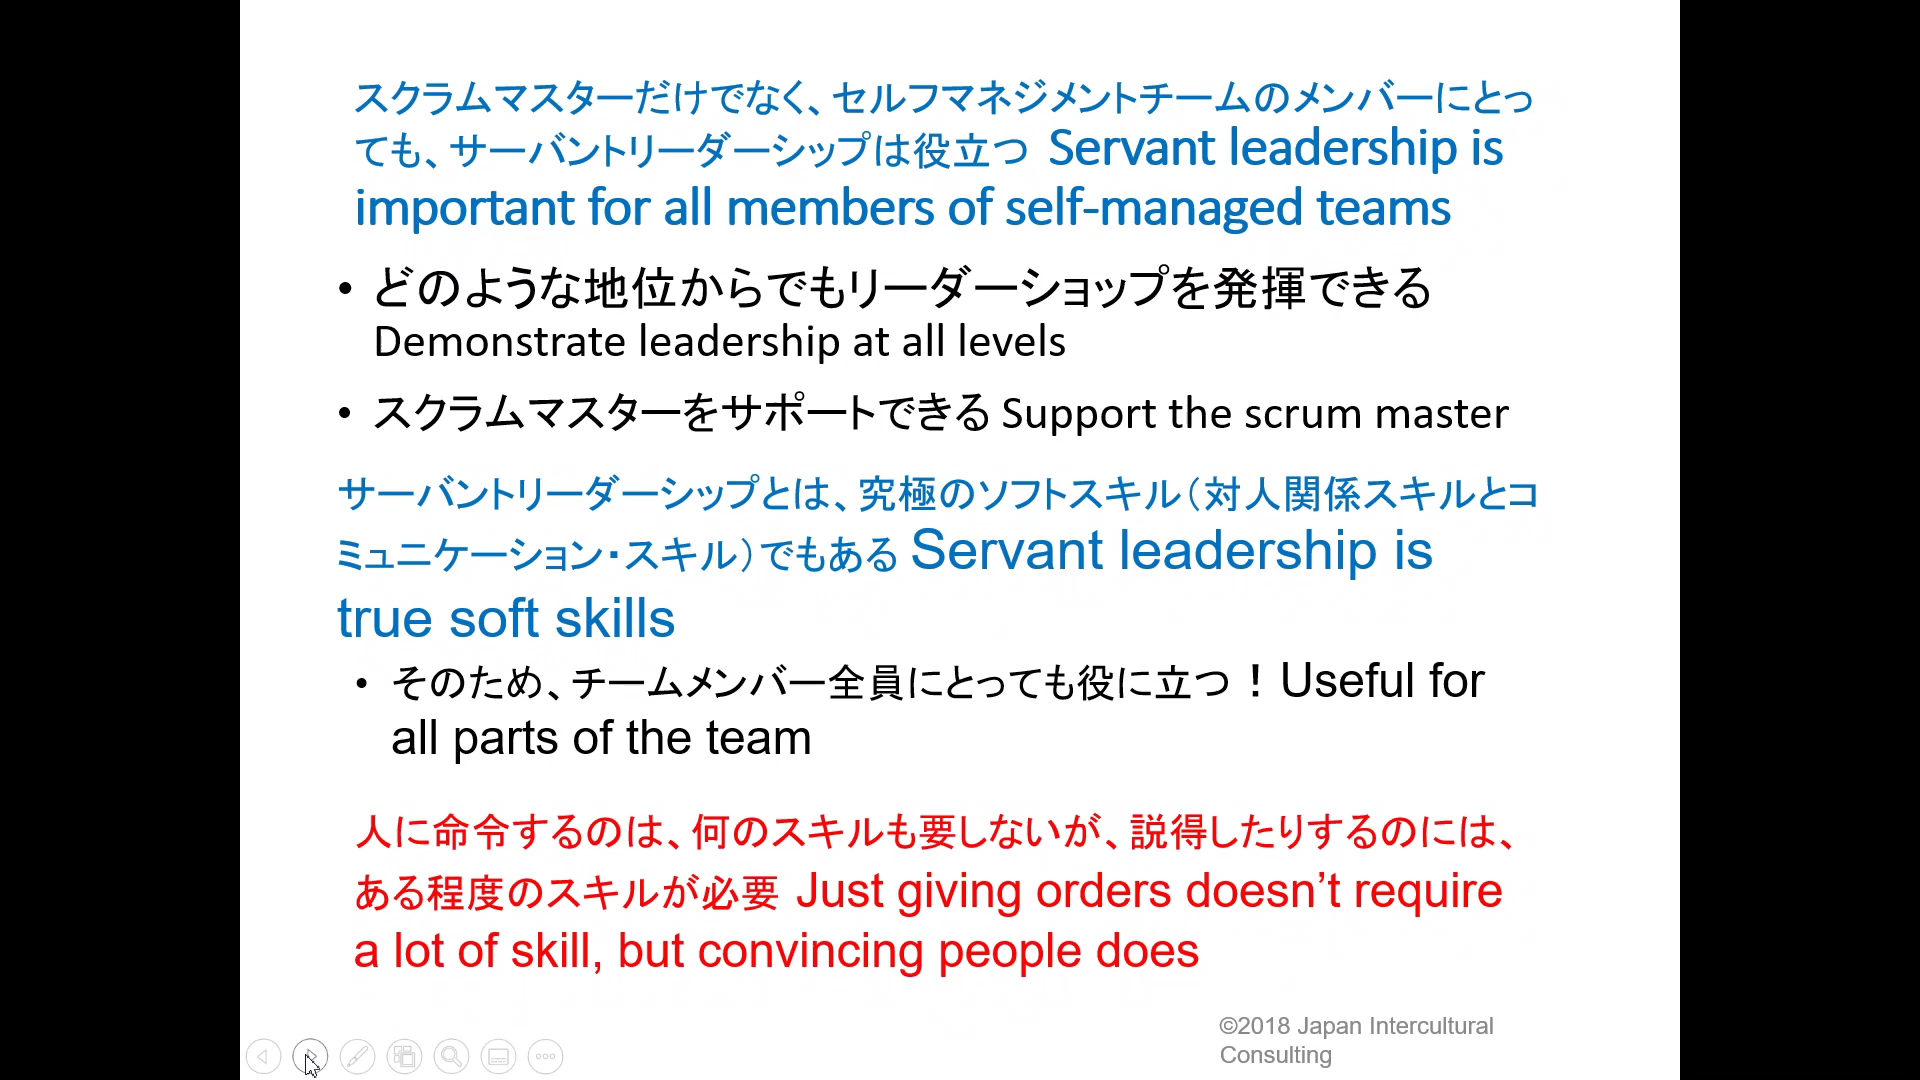 スクラムマスターだけでなく、セルフマネジメントチームのメンバーにとっ
ても、サーバントリーダーシップは役立つ Servant leadership is
important for all members of self-managed teams
• どのような地位からでもリーダーショップを発揮できる
Demonstrate leadership at all levels
• スクラムマスターをサポートできる Support the scrum master
サーバントリーダーシップとは、究極のソフトスキル（対人関係スキルとコ
ミュニケーション・スキル）でもある Servant leadership is
true soft skills
• そのため、チームメンバー全員にとっても役に立つ！Useful for
all parts of the team
人に命令するのは、何のスキルも要しないが、説得したりするのには、
ある程度のスキルが必要 Just giving orders doesn’t require
a lot of skill, but convincing people does
©2018 Japan Intercultural
Consulting